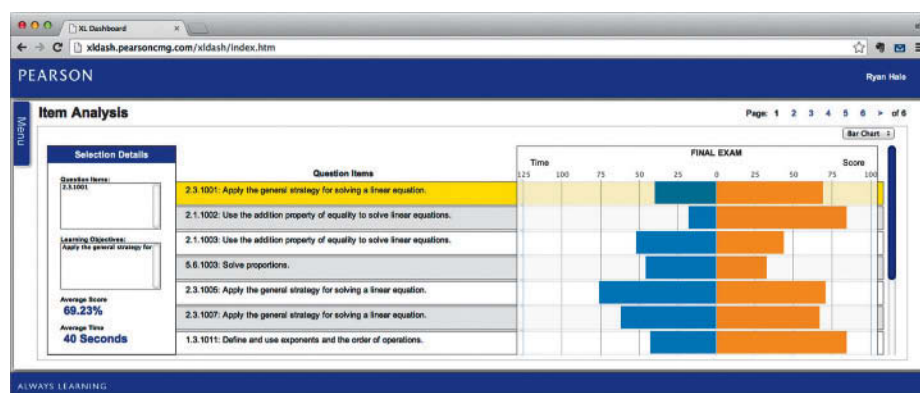 XL Dashboard
xldash.pearsoncmg.com/xldash/index.htm
PEARSON
Ryan Hale
Menu
Item Analysis
Page: 1 2 3 4 5 6 > of 6
Bar Chart
Selection Details
Question Items:
2.3.1001
Learning Objectives:
Apply the general strategy for
Average Score
69.23%
Average Time
40 Seconds
Question Items
FINAL EXAM
Time
Score
125 100 75 50 25 0 25 50 75 100
2.3.1001: Apply the general strategy for solving a linear equation.
2.1.1002: Use the addition property of equality to solve linear equations.
2.1.1003: Use the addition property of equality to solve linear equations.
5.6.1003: Solve proportions.
2.3.1005: Apply the general strategy for solving a linear equation.
2.3.1007: Apply the general strategy for solving a linear equation.
1.3.1011: Define and use exponents and the order of operations.
ALWAYS LEARNING